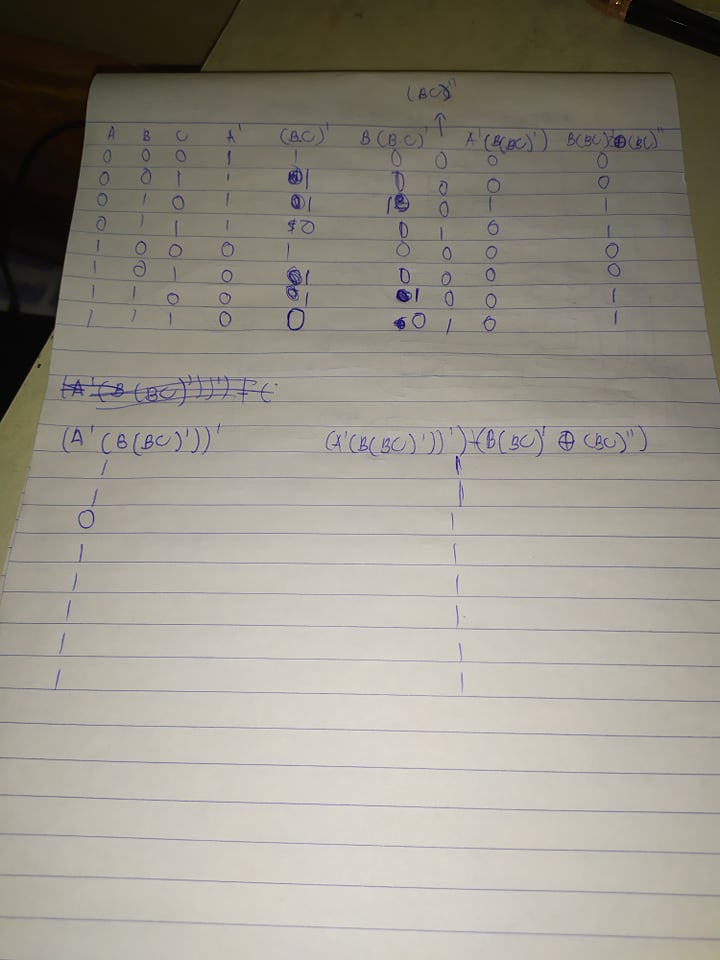 (BC)''
↑
A B C A' (BC)' B(BC)' A'(B(BC)') B(BC)'⊕(BC)''
0 0 0 1 1 0 0 0 0
0 0 1 1 1 0 0 0 0
0 1 0 1 1 1 0 1 1
0 1 1 1 0 0 1 0 1
1 0 0 0 1 0 0 0 0
1 0 1 0 1 0 0 0 0
1 1 0 0 1 1 0 0 1
1 1 1 0 0 0 1 0 1
(A'(B(BC)'))') + (
(A'(B(BC)'))' (A'(B(BC)'))')+(B(BC)' ⊕ (BC)'')
1 1
1 1
0 1
1 1
1 1
1 1
1 1
1 1